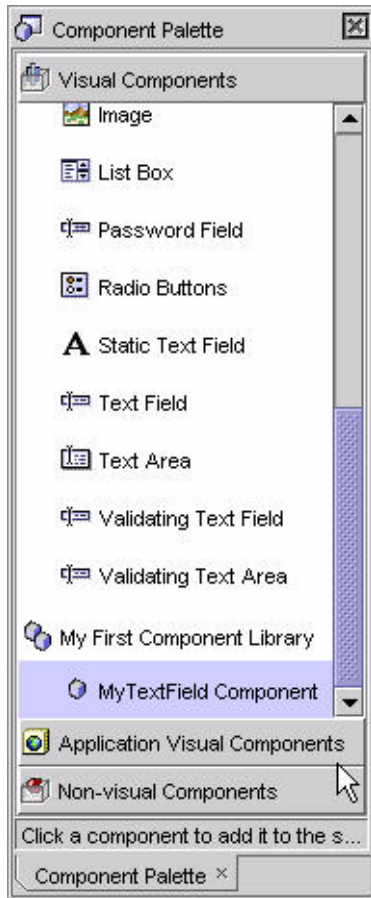 Component Palette
Visual Components
Image
List Box
Password Field
Radio Buttons
A Static Text Field
Text Field
Text Area
Validating Text Field
Validating Text Area
My First Component Library
MyTextField Component
Application Visual Components
Non-visual Components
Click a component to add it to the s...
Component Palette ×